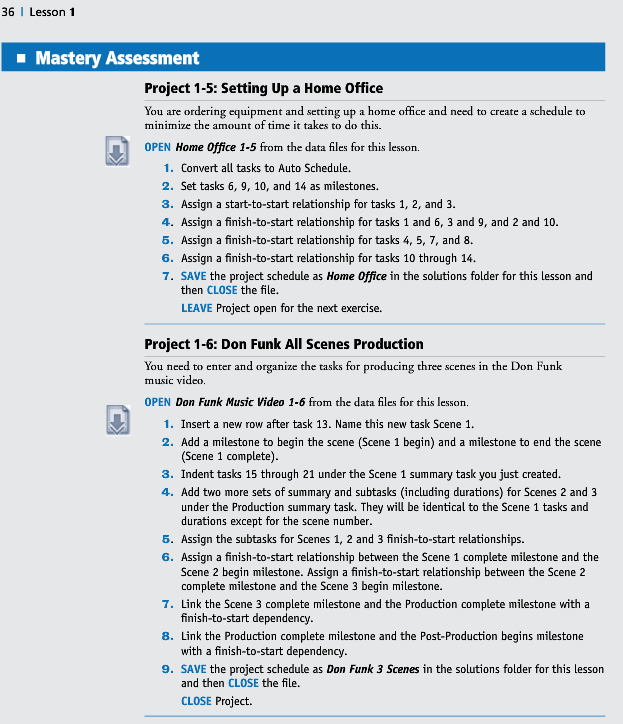 36 | Lesson 1
■ Mastery Assessment
Project 1-5: Setting Up a Home Office
You are ordering equipment and setting up a home office and need to create a schedule to
minimize the amount of time it takes to do this.
OPEN Home Office 1-5 from the data files for this lesson.
1. Convert all tasks to Auto Schedule.
2. Set tasks 6, 9, 10, and 14 as milestones.
3. Assign a start-to-start relationship for tasks 1, 2, and 3.
4. Assign a finish-to-start relationship for tasks 1 and 6, 3 and 9, and 2 and 10.
5. Assign a finish-to-start relationship for tasks 4, 5, 7, and 8.
6. Assign a finish-to-start relationship for tasks 10 through 14.
7. SAVE the project schedule as Home Office in the solutions folder for this lesson and
then CLOSE the file.
LEAVE Project open for the next exercise.
Project 1-6: Don Funk All Scenes Production
You need to enter and organize the tasks for producing three scenes in the Don Funk
music video.
OPEN Don Funk Music Video 1-6 from the data files for this lesson.
1. Insert a new row after task 13. Name this new task Scene 1.
2. Add a milestone to begin the scene (Scene 1 begin) and a milestone to end the scene
(Scene 1 complete).
3. Indent tasks 15 through 21 under the Scene 1 summary task you just created.
4. Add two more sets of summary and subtasks (including durations) for Scenes 2 and 3
under the Production summary task. They will be identical to the Scene 1 tasks and
durations except for the scene number.
5. Assign the subtasks for Scenes 1, 2 and 3 finish-to-start relationships.
6. Assign a finish-to-start relationship between the Scene 1 complete milestone and the
Scene 2 begin milestone. Assign a finish-to-start relationship between the Scene 2
complete milestone and the Scene 3 begin milestone.
7. Link the Scene 3 complete milestone and the Production complete milestone with a
finish-to-start dependency.
8. Link the Production complete milestone and the Post-Production begins milestone
with a finish-to-start dependency.
9. SAVE the project schedule as Don Funk 3 Scenes in the solutions folder for this lesson
and then CLOSE the file.
CLOSE Project.